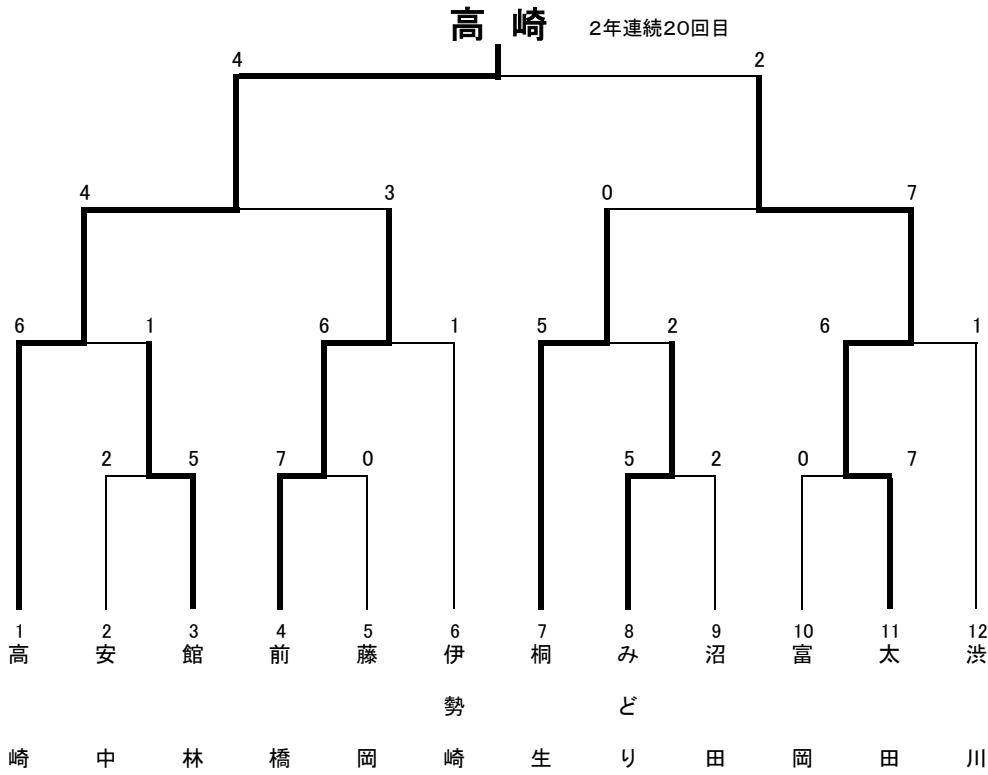 高崎 2年連続20回目
4 2
4 3 0 7
6 1 6 1 5 2 6 1
2 5 7 0 5 2 0 7
1 2 3 4 5 6 7 8 9 10 11 12
高崎
安中
館林
前橋
藤岡
伊勢崎
桐生
みどり
沼田
富岡
太田
渋川